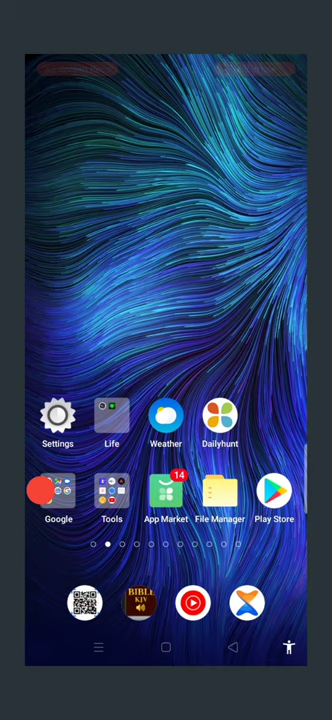 Settings
Life
Weather
Dailyhunt
14
Google
Tools
App Market
File Manager
Play Store
BIBLE
KJV